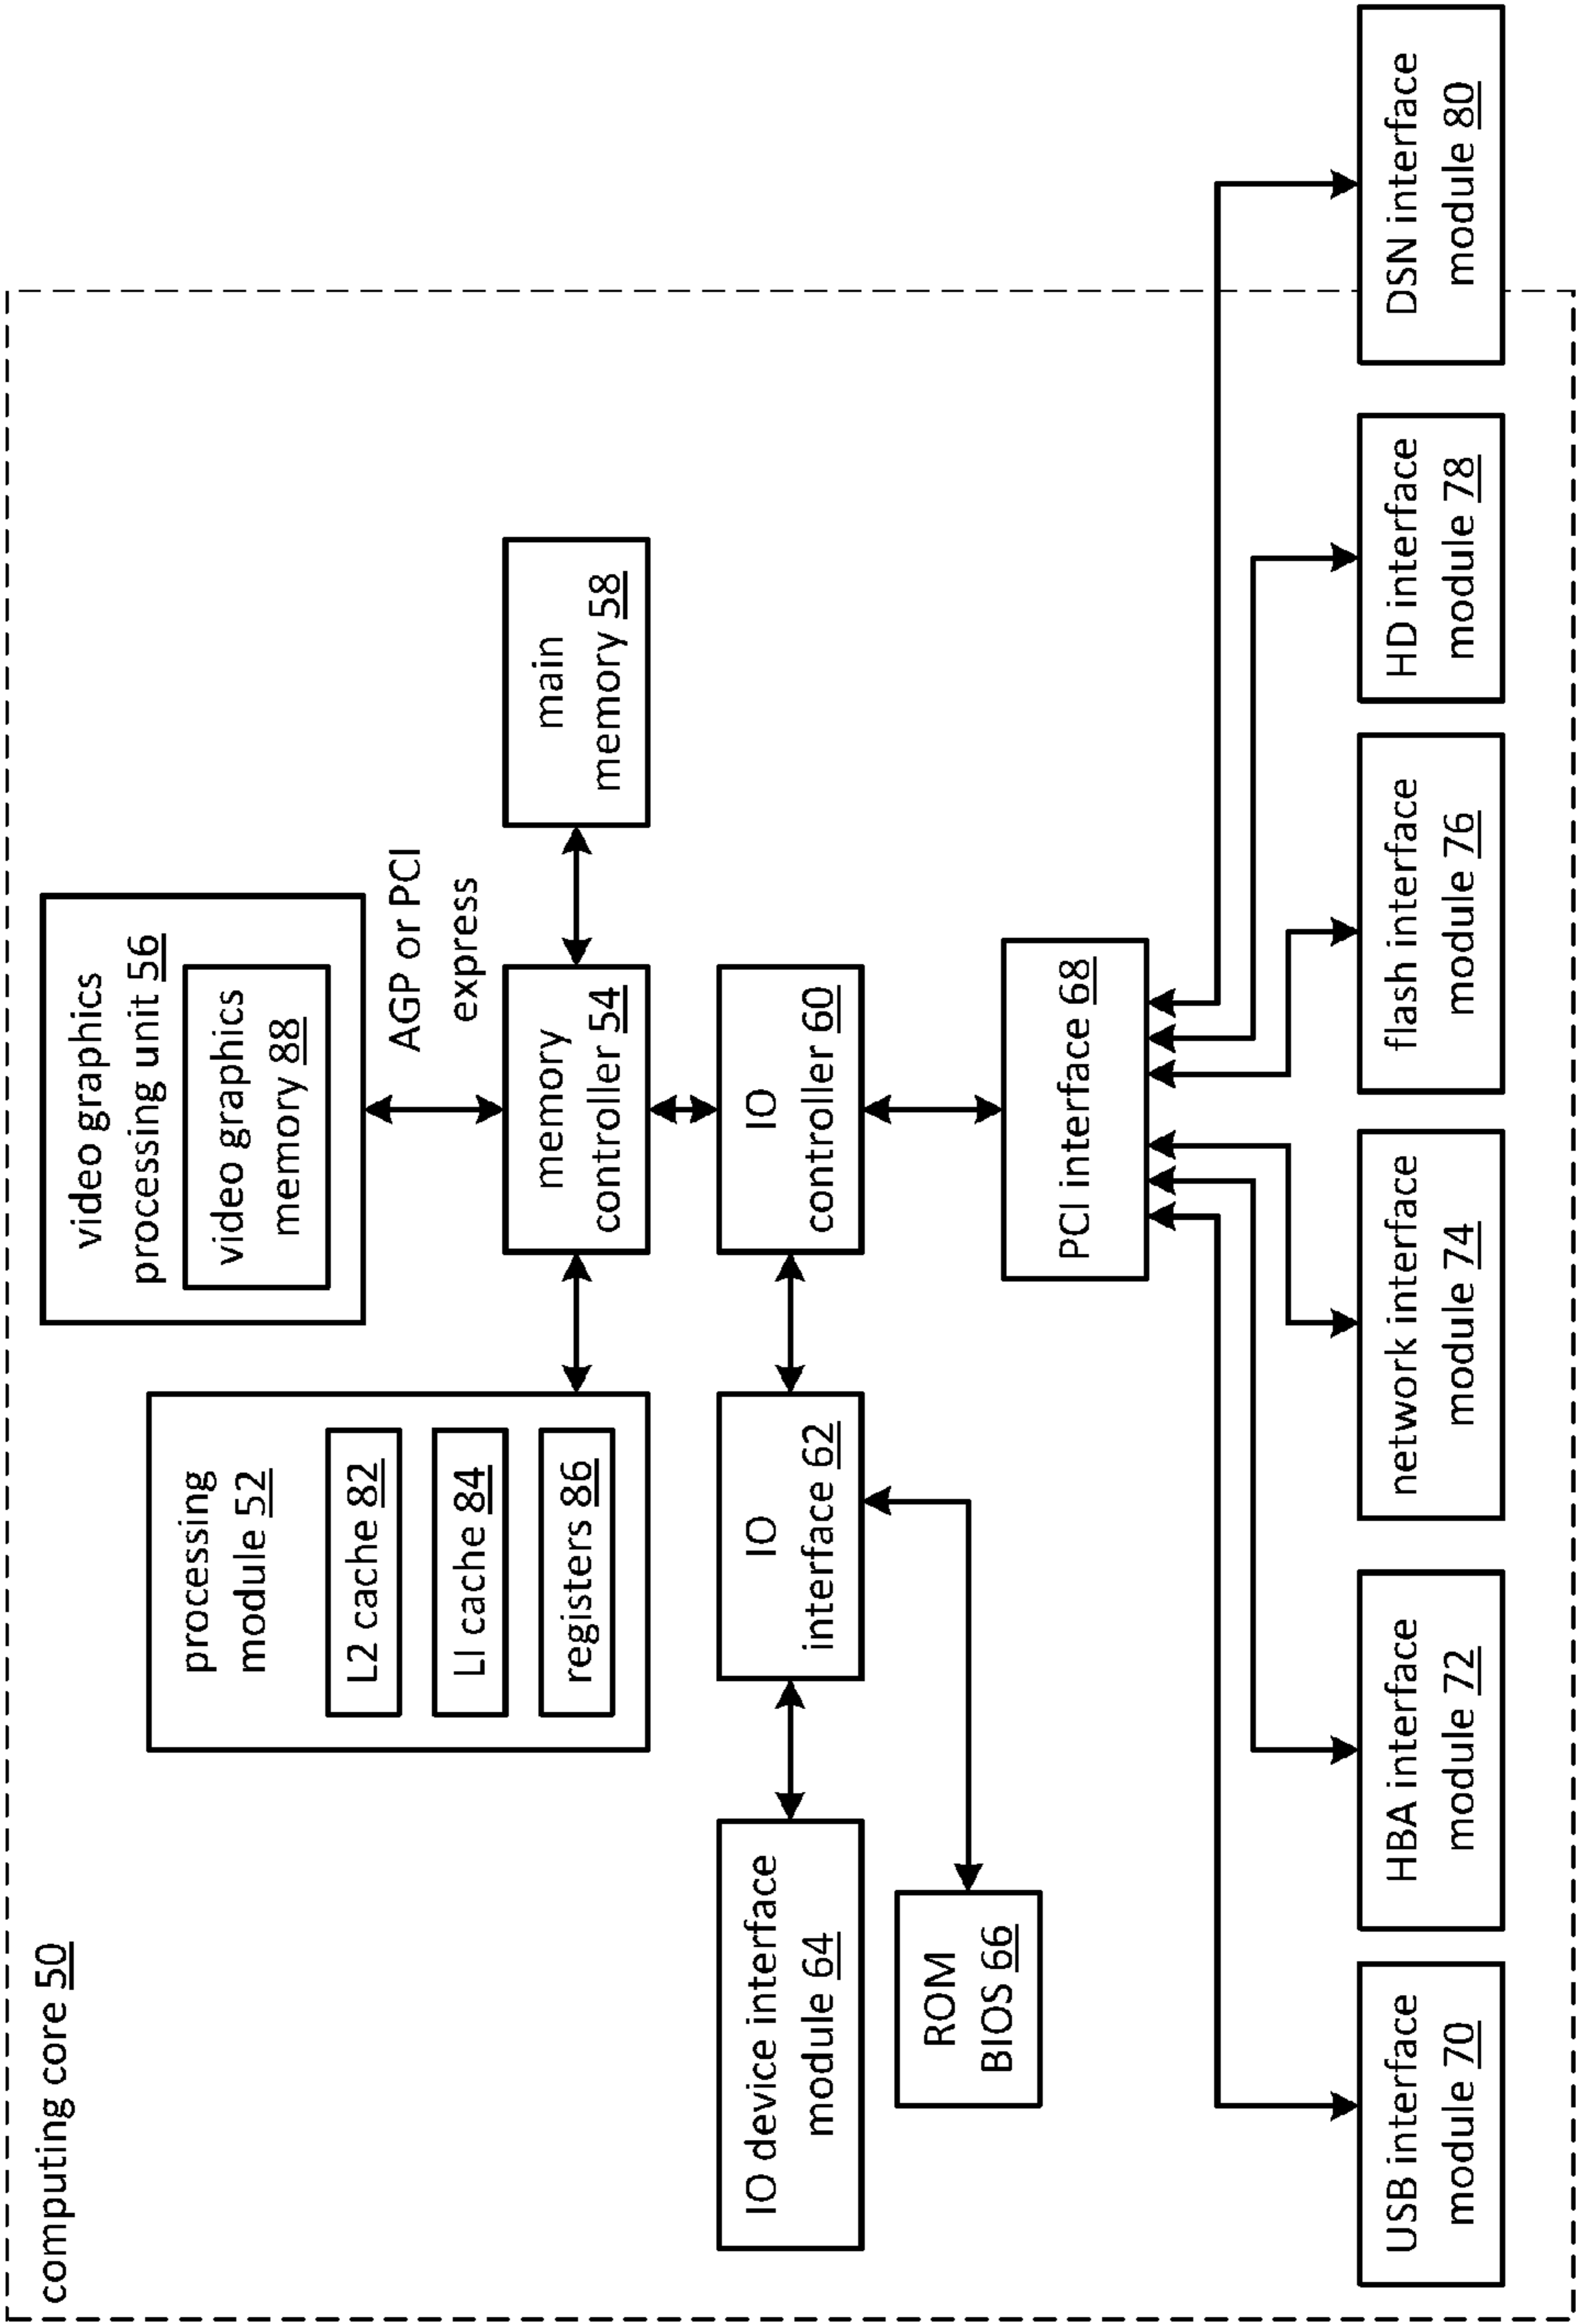 computing core 50
video graphics
processing unit 56
video graphics
memory 88
processing
module 52
L2 cache 82
LI cache 84
registers 86
AGP or PCI
express
memory
controller 54
main
memory 58
IO device interface
module 64
IO
interface 62
IO
controller 60
ROM
BIOS 66
PCI interface 68
USB interface
module 70
HBA interface
module 72
network interface
module 74
flash interface
module 76
HD interface
module 78
DSN interface
module 80